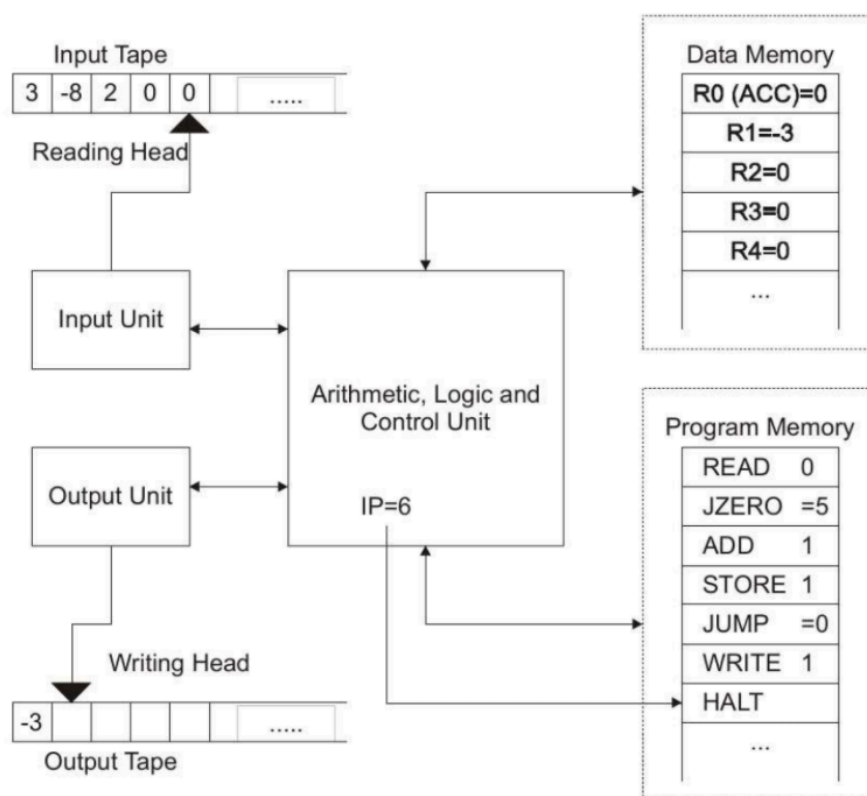 Input Tape
3 -8 2 0 0 .....
Reading Head
Input Unit
Output Unit
Writing Head
-3 .....
Output Tape
Arithmetic, Logic and
Control Unit
IP=6
Data Memory
R0 (ACC)=0
R1=-3
R2=0
R3=0
R4=0
...
Program Memory
READ 0
JZERO =5
ADD 1
STORE 1
JUMP =0
WRITE 1
HALT
...